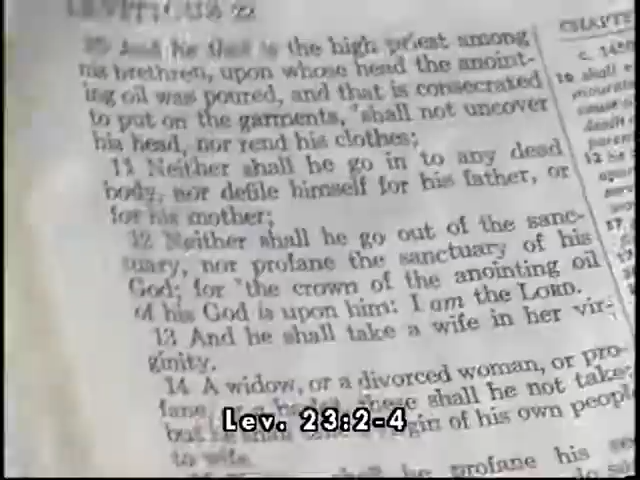 LEVITICUS 22
10 And he that is the high priest among
his brethren, upon whose head the anoint-
ing oil was poured, and that is consecrated
to put on the garments, shall not uncover
his head, nor rend his clothes;
11 Neither shall he go in to any dead
body, nor defile himself for his father, or
for his mother;
12 Neither shall he go out of the sanc-
tuary, nor profane the sanctuary of his
God; for the crown of the anointing oil
of his God is upon him: I am the LORD.
13 And he shall take a wife in her vir-
ginity.
14 A widow, or a divorced woman, or pro-
fane, these shall he not take:
but he shall of his own people
to wife.
shall he profane his
CHAPTE
shall
Lev. 23:2-4